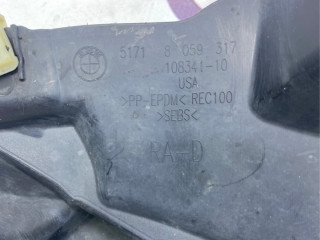 5171 8 059 317
108341-10
USA
>PP-EPDM< REC100
>SEBS<